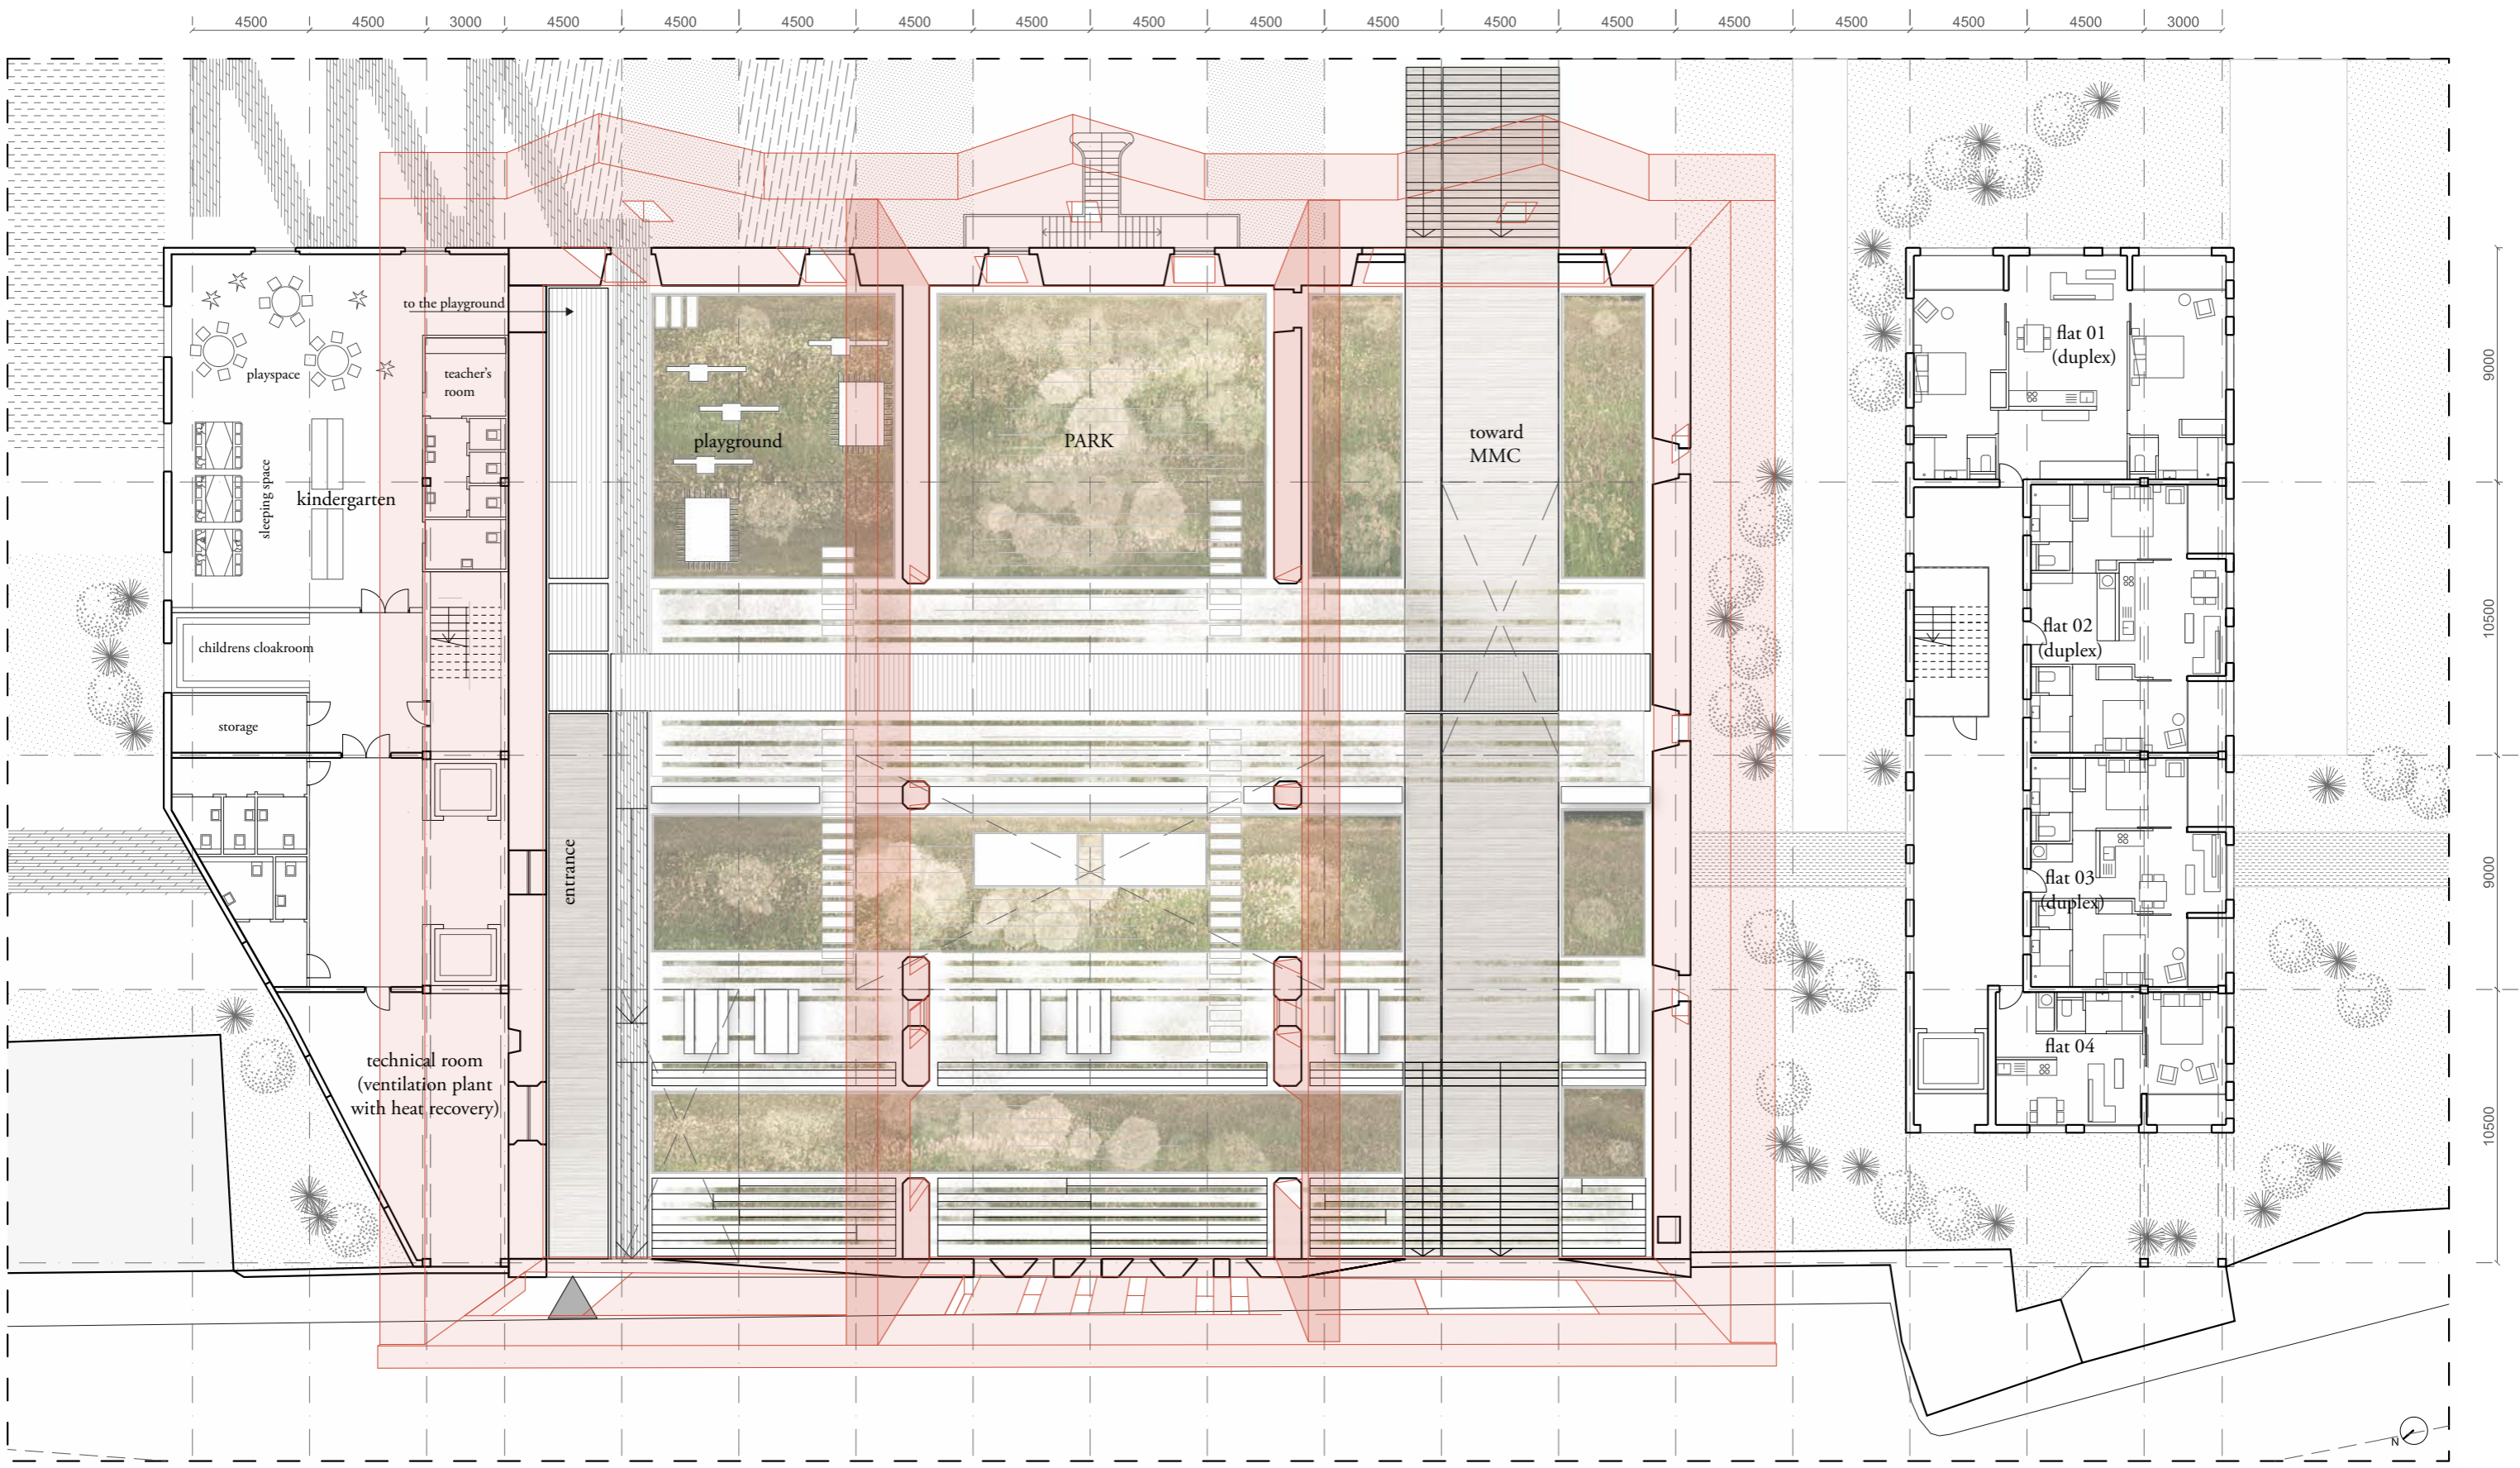 4500 4500 3000 4500 4500 4500 4500 4500 4500 4500 4500 4500 4500 4500 4500 4500 4500 3000
to the playground
playspace
teacher's
room
sleeping space
kindergarten
childrens cloakroom
storage
technical room
(ventilation plant
with heat recovery)
entrance
playground
PARK
toward
MMC
flat 01
(duplex)
flat 02
(duplex)
flat 03
(duplex)
flat 04
9000
10500
9000
10500
N